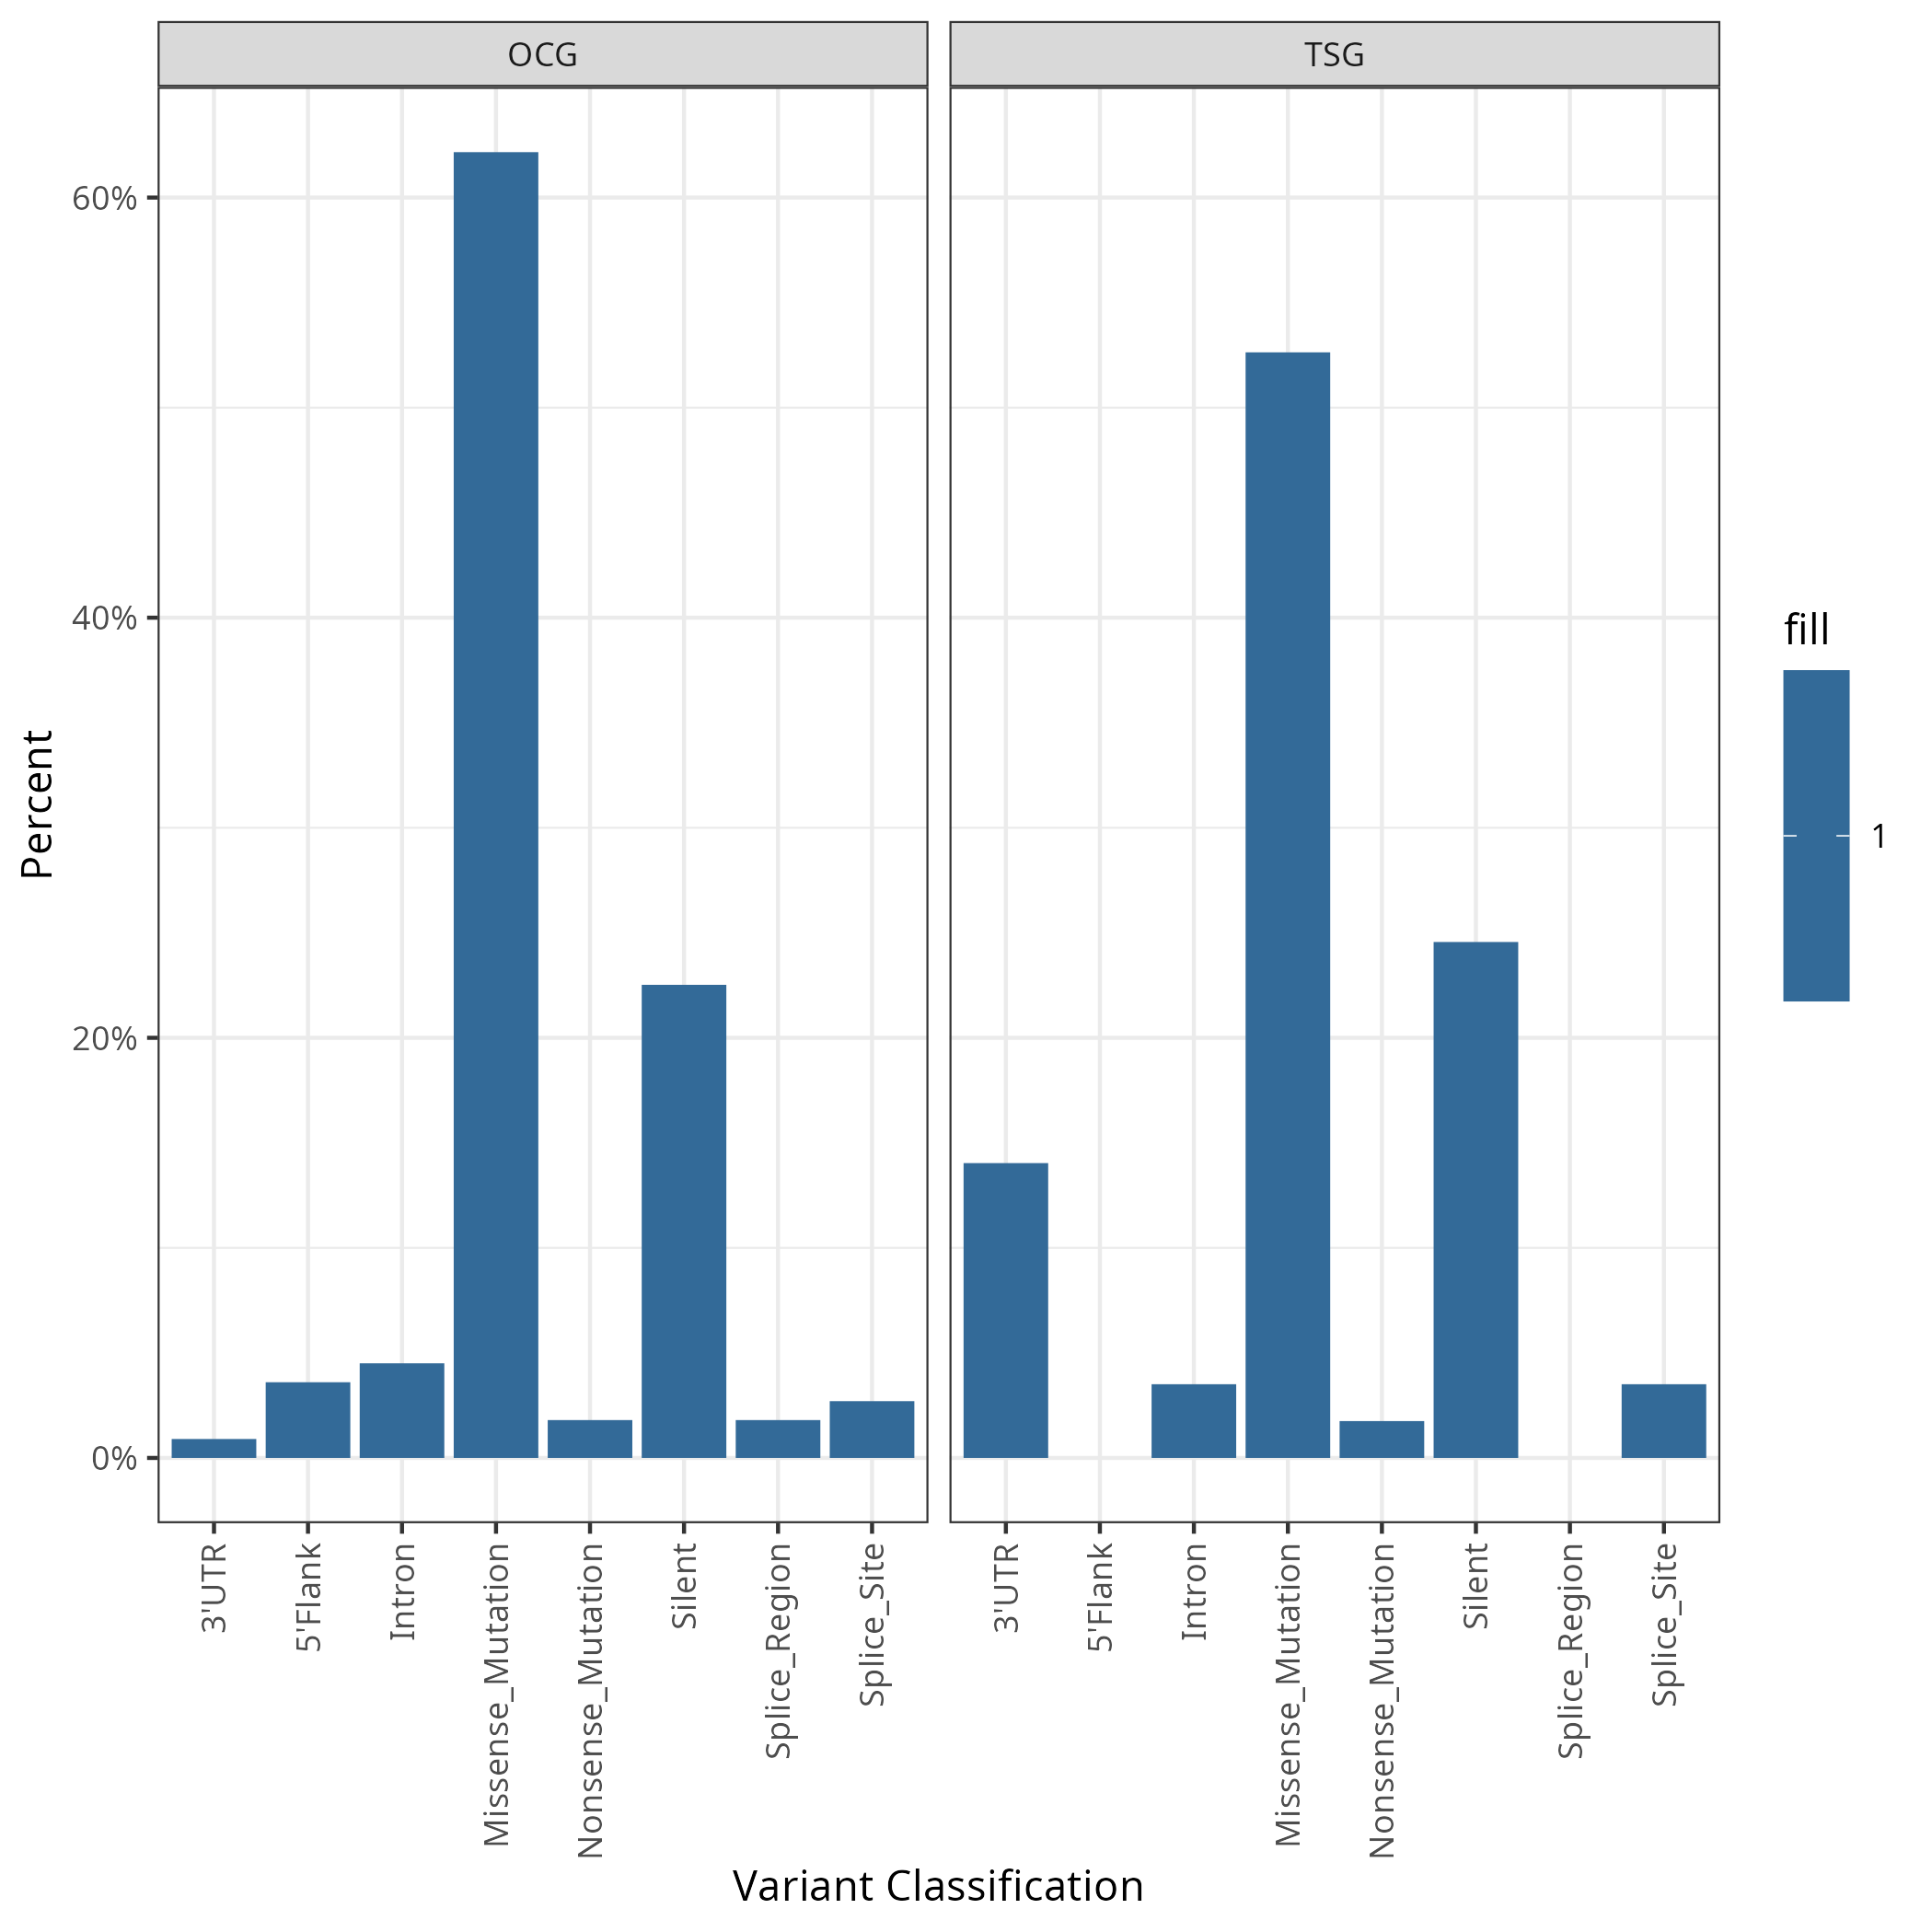 OCG
TSG
60%
40%
20%
0%
Percent
3'UTR
5'Flank
Intron
Missense_Mutation
Nonsense_Mutation
Silent
Splice_Region
Splice_Site
3'UTR
5'Flank
Intron
Missense_Mutation
Nonsense_Mutation
Silent
Splice_Region
Splice_Site
Variant Classification
fill
1